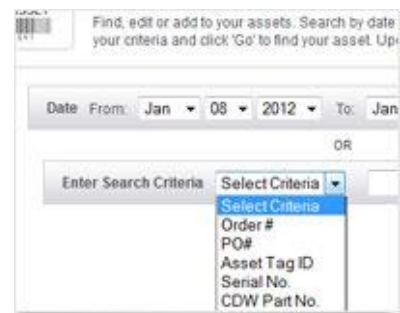 ASSET
Find, edit or add to your assets. Search by date
your criteria and click 'Go' to find your asset.
Date From: Jan 08 2012 To: Jan
OR
Enter Search Criteria Select Criteria
Select Criteria
Order #
PO#
Asset Tag ID
Serial No.
CDW Part No.